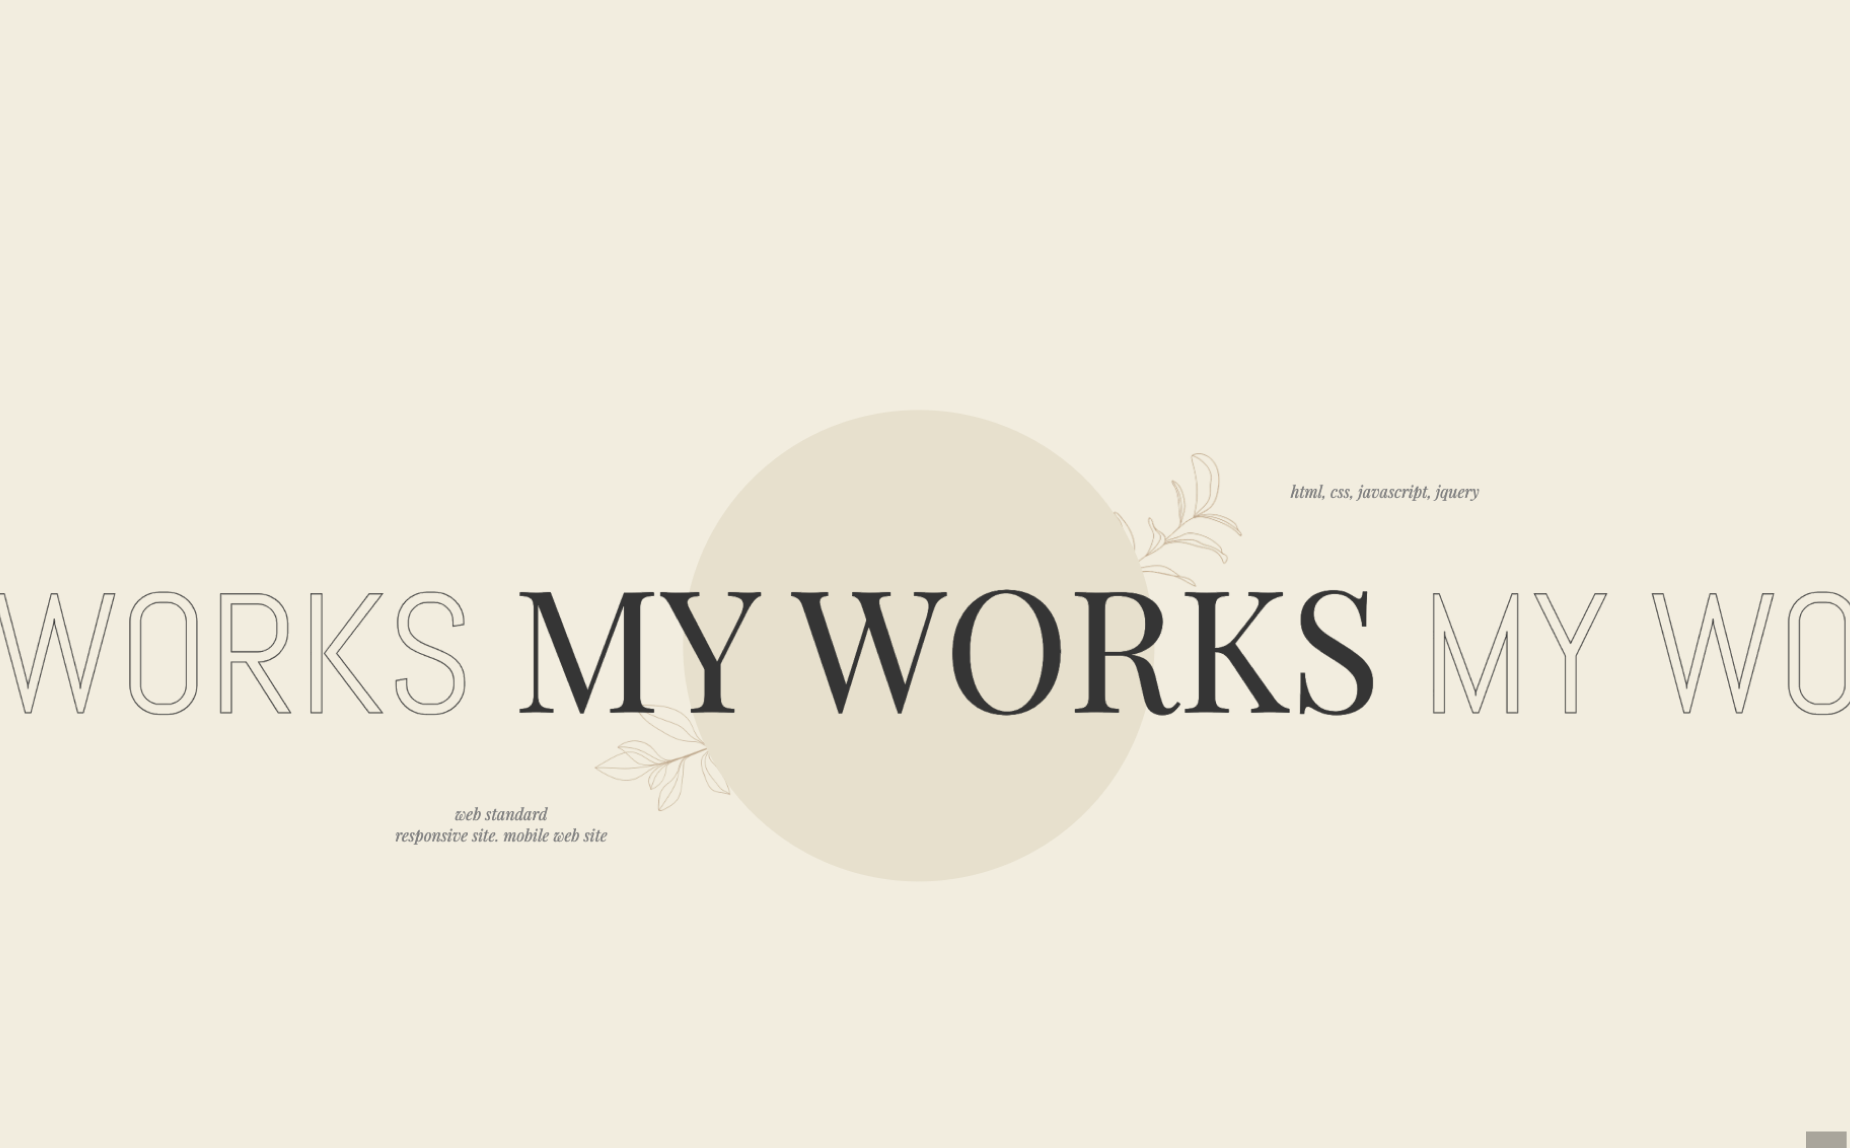 html, css, javascript, jquery
WORKS MY WORKS MY WO
web standard
responsive site. mobile web site